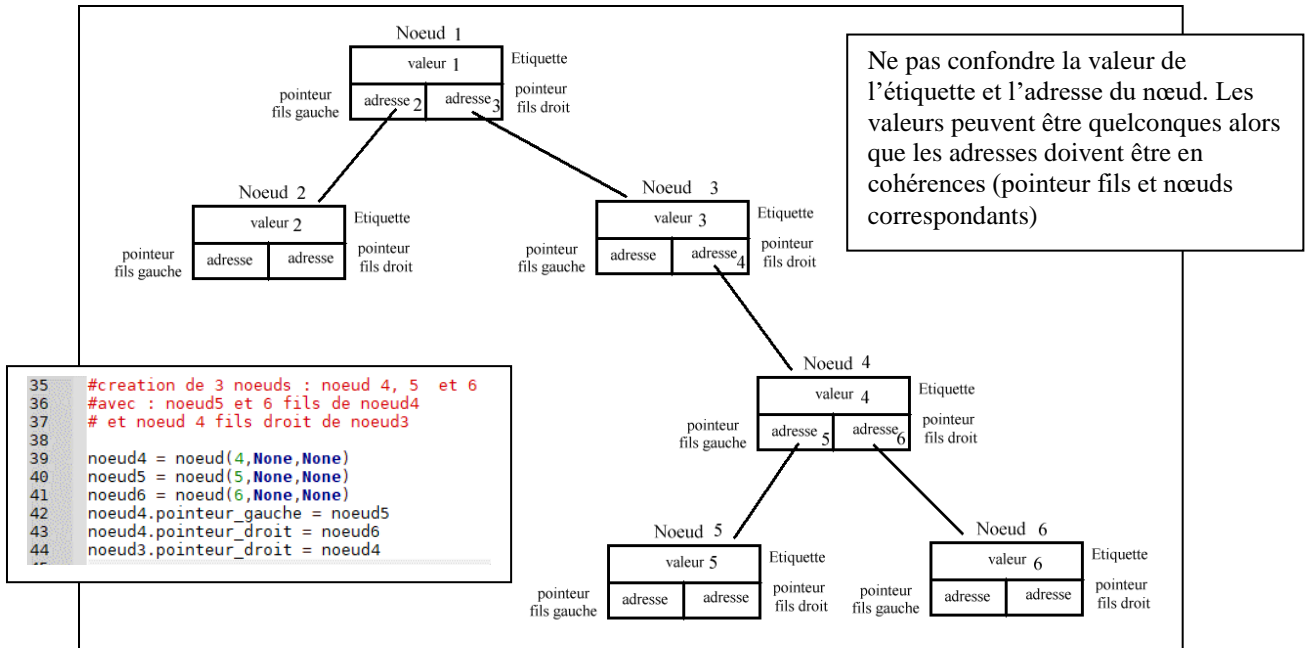 Noeud 1
valeur 1 Etiquette
pointeur fils gauche adresse 2 adresse 3 pointeur fils droit
Ne pas confondre la valeur de
l'étiquette et l'adresse du nœud. Les
valeurs peuvent être quelconques alors
que les adresses doivent être en
cohérences (pointeur fils et nœuds
correspondants)
Noeud 2
valeur 2 Etiquette
pointeur fils gauche adresse adresse pointeur fils droit
Noeud 3
valeur 3 Etiquette
pointeur fils gauche adresse adresse 4 pointeur fils droit
Noeud 4
valeur 4 Etiquette
pointeur fils gauche adresse 5 adresse 6 pointeur fils droit
35 #creation de 3 noeuds : noeud 4, 5 et 6
36 #avec : noeud5 et 6 fils de noeud4
37 # et noeud 4 fils droit de noeud3
38
39 noeud4 = noeud(4,None,None)
40 noeud5 = noeud(5,None,None)
41 noeud6 = noeud(6,None,None)
42 noeud4.pointeur_gauche = noeud5
43 noeud4.pointeur_droit = noeud6
44 noeud3.pointeur_droit = noeud4
Noeud 5
valeur 5 Etiquette
pointeur fils gauche adresse adresse pointeur fils droit
Noeud 6
valeur 6 Etiquette
pointeur fils gauche adresse adresse pointeur fils droit